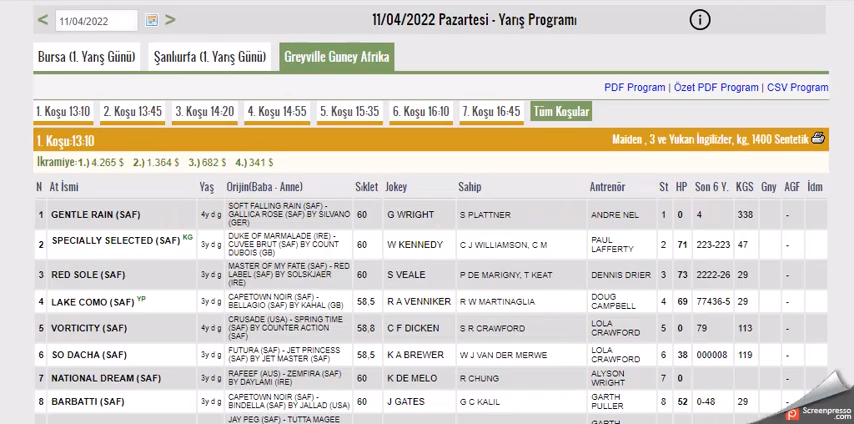 < 11/04/2022 >
11/04/2022 Pazartesi - Yarış Programı
Bursa (1. Yarış Günü) Şanlıurfa (1. Yarış Günü) Greyville Guney Afrika
PDF Program | Özet PDF Program | CSV Program
1. Koşu 13:10 2. Koşu 13:45 3. Koşu 14:20 4. Koşu 14:55 5. Koşu 15:35 6. Koşu 16:10 7. Koşu 16:45 Tüm Koşular
1. Koşu:13:10 Maiden , 3 ve Yukarı İngilizler, kg, 1400 Sentetik
İkramiye:1.) 4.265 $ 2.) 1.364 $ 3.) 682 $ 4.) 341 $
N At İsmi Yaş Orijin(Baba - Anne) Sıklet Jokey Sahip Antrenör St HP Son 6 Y. KGS Gny AGF İdm
1 GENTLE RAIN (SAF) 4y d g SOFT FALLING RAIN (SAF) - GALLICA ROSE (SAF) BY SILVANO (GER) 60 G WRIGHT S PLATTNER ANDRE NEL 1 0 4 338 -
2 SPECIALLY SELECTED (SAF) KG 3y d g DUKE OF MARMALADE (IRE) - CUVEE BRUT (SAF) BY COUNT DUBOIS (GB) 60 W KENNEDY C J WILLIAMSON, C M PAUL LAFFERTY 2 71 223-223 47 -
3 RED SOLE (SAF) 3y d g MASTER OF MY FATE (SAF) - RED LABEL (SAF) BY SOLSKJAER (IRE) 60 S VEALE P DE MARIGNY, T KEAT DENNIS DRIER 3 73 2222-26 29 -
4 LAKE COMO (SAF) YP 3y d g CAPETOWN NOIR (SAF) - BELLAGIO (SAF) BY KAHAL (GB) 58,5 R A VENNIKER R W MARTINAGLIA DOUG CAMPBELL 4 69 77436-5 29 -
5 VORTICITY (SAF) 4y d g CRUSADE (USA) - SPRING TIME (SAF) BY COUNTER ACTION (SAF) 58,8 C F DICKEN S R CRAWFORD LOLA CRAWFORD 5 0 79 113 -
6 SO DACHA (SAF) 3y d g FUTURA (SAF) - JET PRINCESS (SAF) BY JET MASTER (SAF) 58,5 K A BREWER W J VAN DER MERWE LOLA CRAWFORD 6 38 000008 119 -
7 NATIONAL DREAM (SAF) 3y d g RAFEEF (AUS) - ZEMFIRA (SAF) BY DAYLAMI (IRE) 60 K DE MELO R CHUNG ALYSON WRIGHT 7 0 -
8 BARBATTI (SAF) 3y d g CAPETOWN NOIR (SAF) - BINDELLA (SAF) BY JALLAD (USA) 60 J GATES G C KALIL GARTH PULLER 8 52 0-48 29 -
JAY PEG (SAF) - TUTTA MAGEE GARTH
Screenpresso
.com